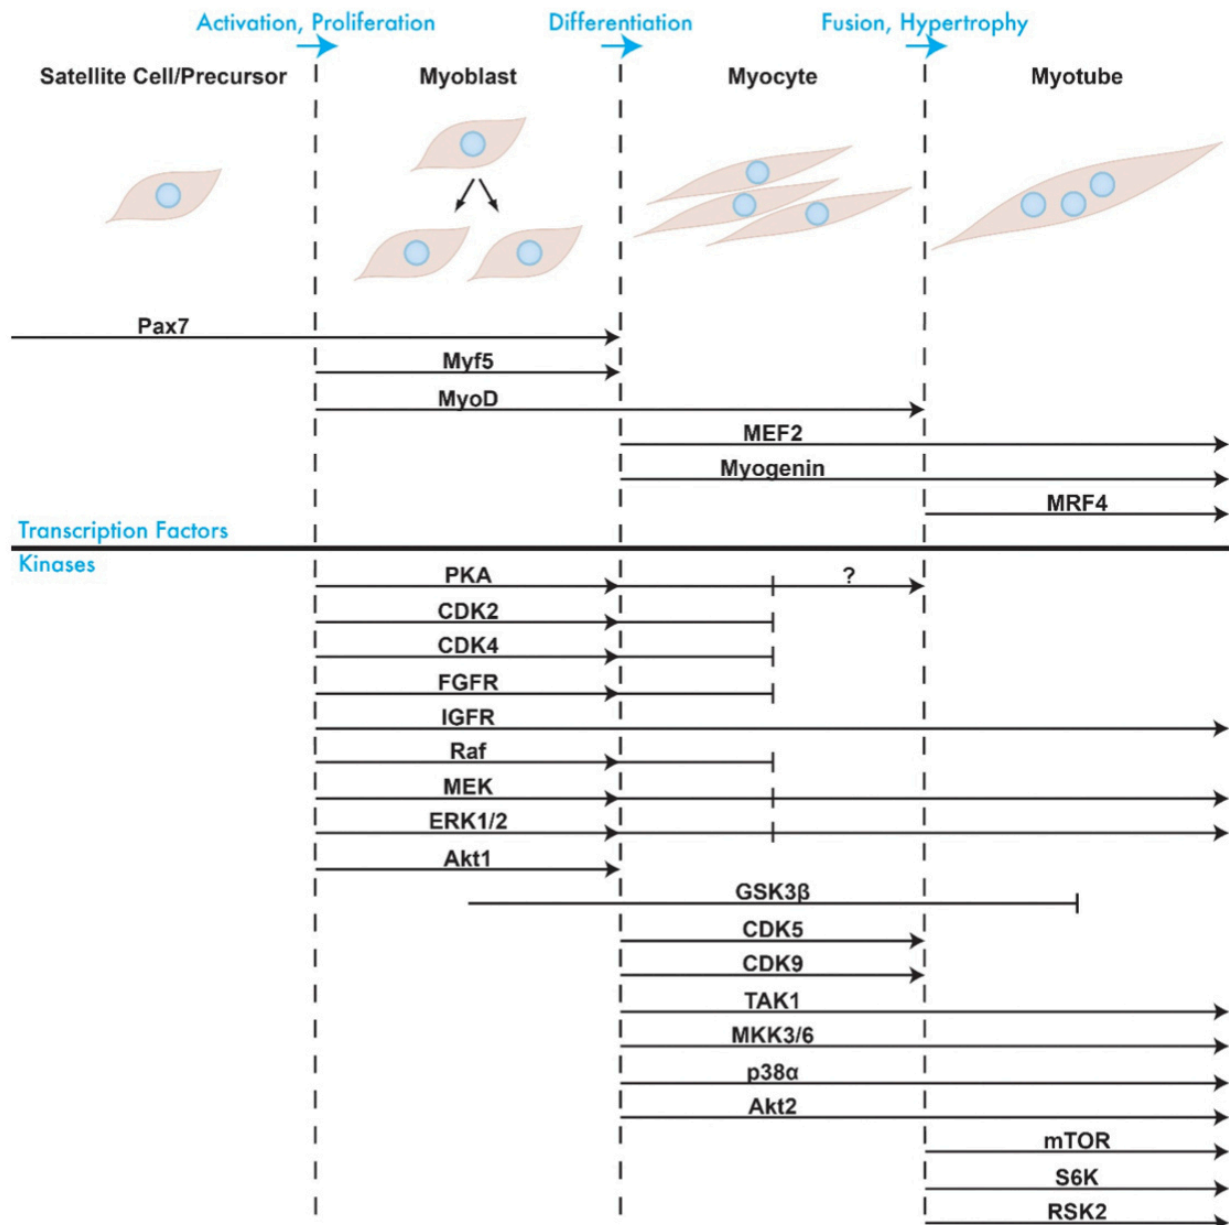 Activation, Proliferation
Differentiation
Fusion, Hypertrophy
Satellite Cell/Precursor
Myoblast
Myocyte
Myotube
Pax7
Myf5
MyoD
MEF2
Myogenin
MRF4
Transcription Factors
Kinases
PKA
?
CDK2
CDK4
FGFR
IGFR
Raf
MEK
ERK1/2
Akt1
GSK3β
CDK5
CDK9
TAK1
MKK3/6
p38α
Akt2
mTOR
S6K
RSK2